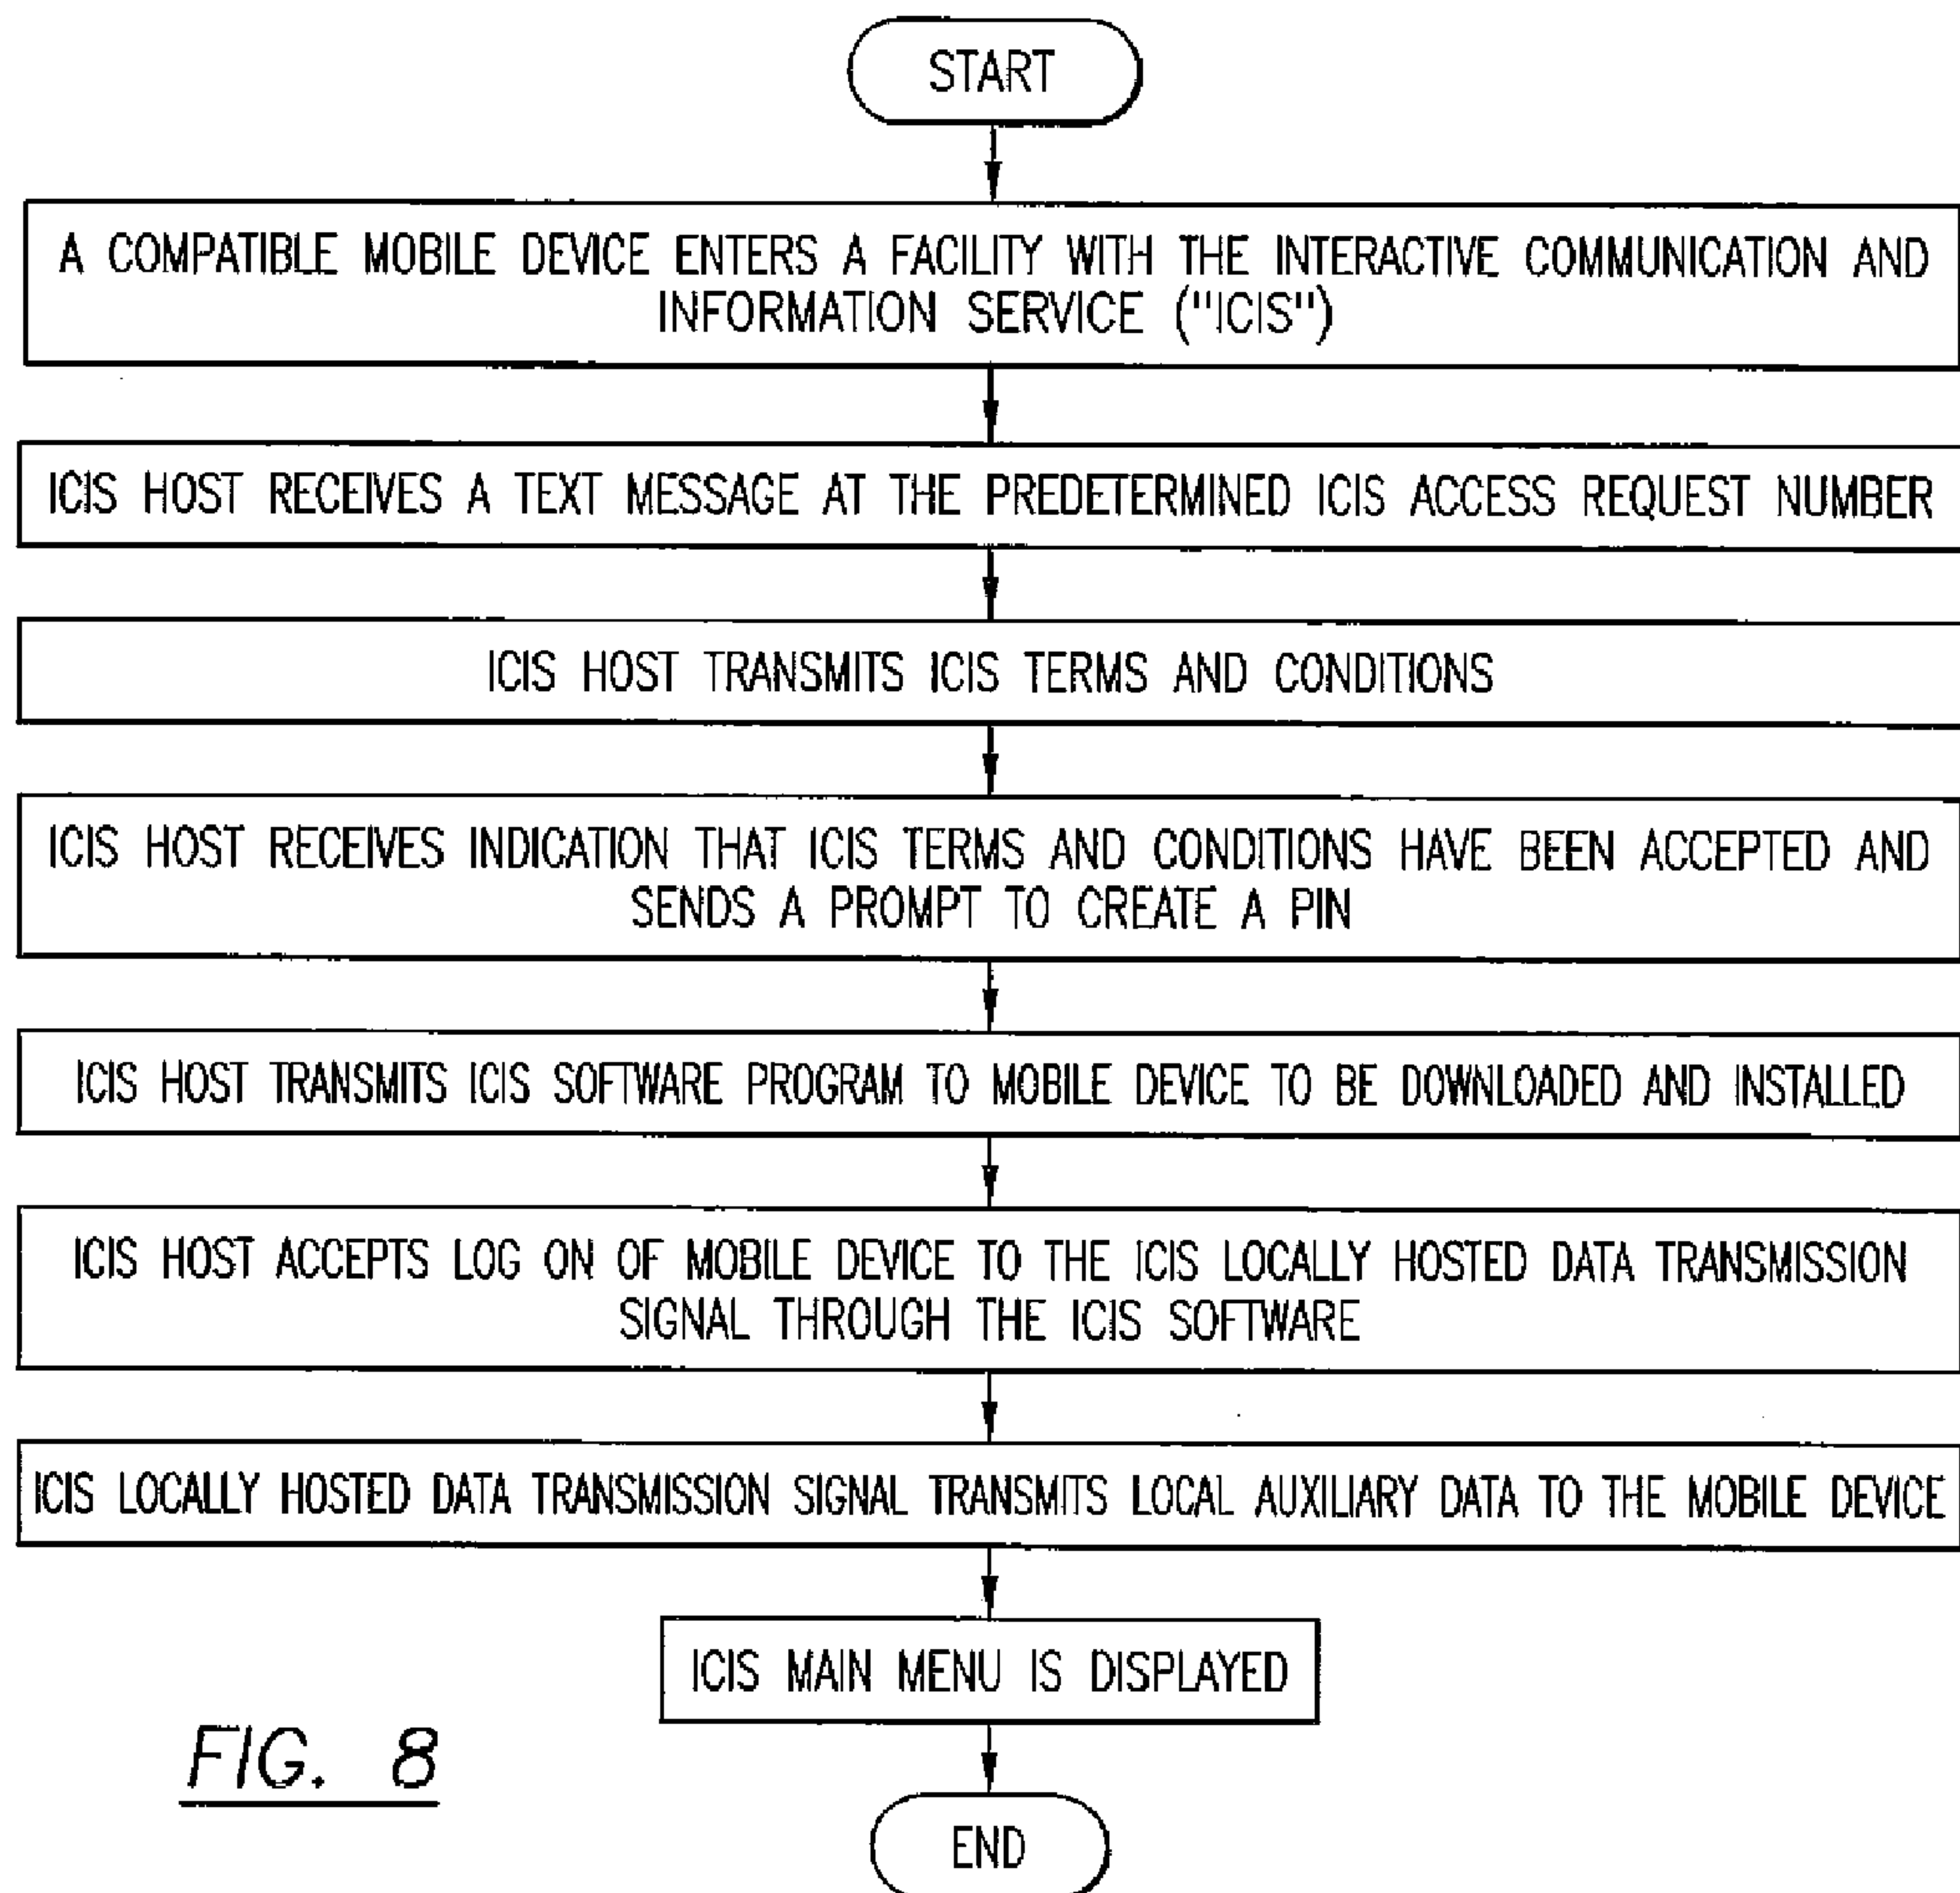 START
A COMPATIBLE MOBILE DEVICE ENTERS A FACILITY WITH THE INTERACTIVE COMMUNICATION AND
INFORMATION SERVICE ("ICIS")
ICIS HOST RECEIVES A TEXT MESSAGE AT THE PREDETERMINED ICIS ACCESS REQUEST NUMBER
ICIS HOST TRANSMITS ICIS TERMS AND CONDITIONS
ICIS HOST RECEIVES INDICATION THAT ICIS TERMS AND CONDITIONS HAVE BEEN ACCEPTED AND
SENDS A PROMPT TO CREATE A PIN
ICIS HOST TRANSMITS ICIS SOFTWARE PROGRAM TO MOBILE DEVICE TO BE DOWNLOADED AND INSTALLED
ICIS HOST ACCEPTS LOG ON OF MOBILE DEVICE TO THE ICIS LOCALLY HOSTED DATA TRANSMISSION
SIGNAL THROUGH THE ICIS SOFTWARE
ICIS LOCALLY HOSTED DATA TRANSMISSION SIGNAL TRANSMITS LOCAL AUXILIARY DATA TO THE MOBILE DEVICE
ICIS MAIN MENU IS DISPLAYED
FIG. 8
END